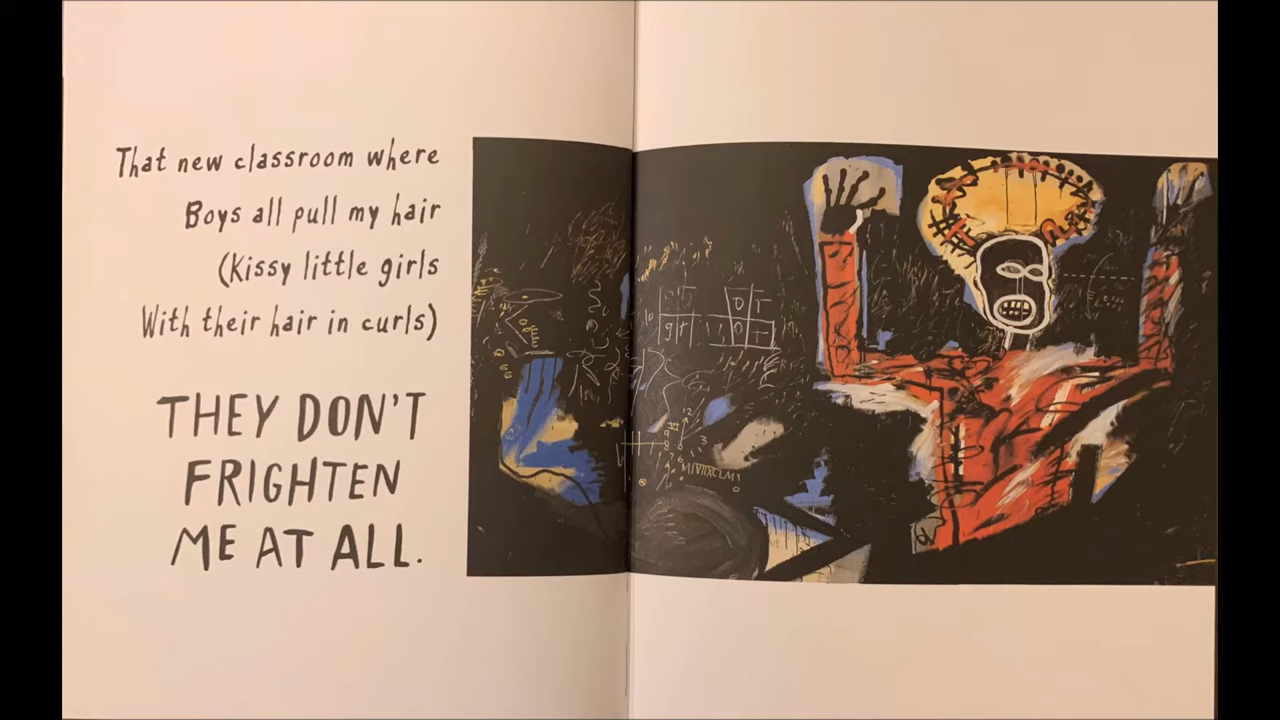 That new classroom where
Boys all pull my hair
(Kissy little girls
With their hair in curls)
THEY DON'T
FRIGHTEN
ME AT ALL.